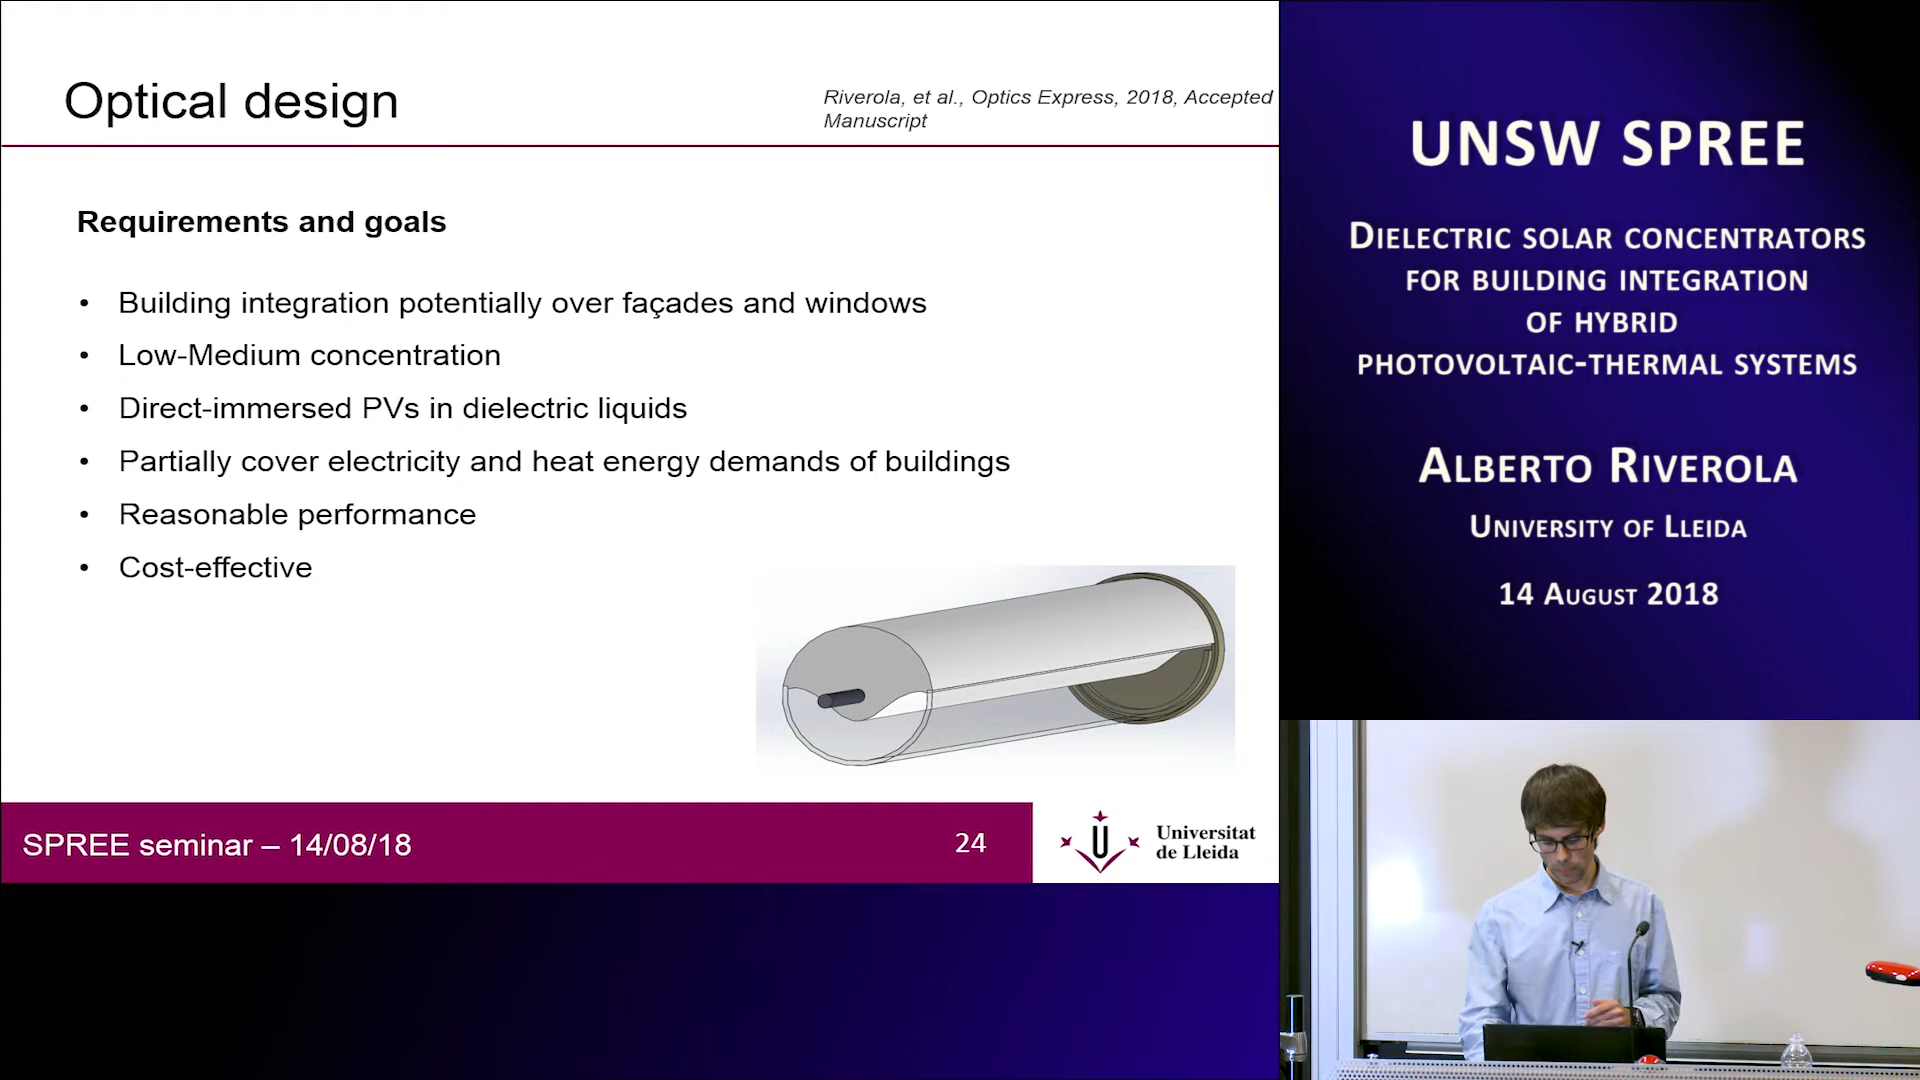 Optical design
Riverola, et al., Optics Express, 2018, Accepted
Manuscript
Requirements and goals
• Building integration potentially over façades and windows
• Low-Medium concentration
• Direct-immersed PVs in dielectric liquids
• Partially cover electricity and heat energy demands of buildings
• Reasonable performance
• Cost-effective
SPREE seminar – 14/08/18
24
Universitat
de Lleida
UNSW SPREE
DIELECTRIC SOLAR CONCENTRATORS
FOR BUILDING INTEGRATION
OF HYBRID
PHOTOVOLTAIC-THERMAL SYSTEMS
ALBERTO RIVEROLA
UNIVERSITY OF LLEIDA
14 AUGUST 2018